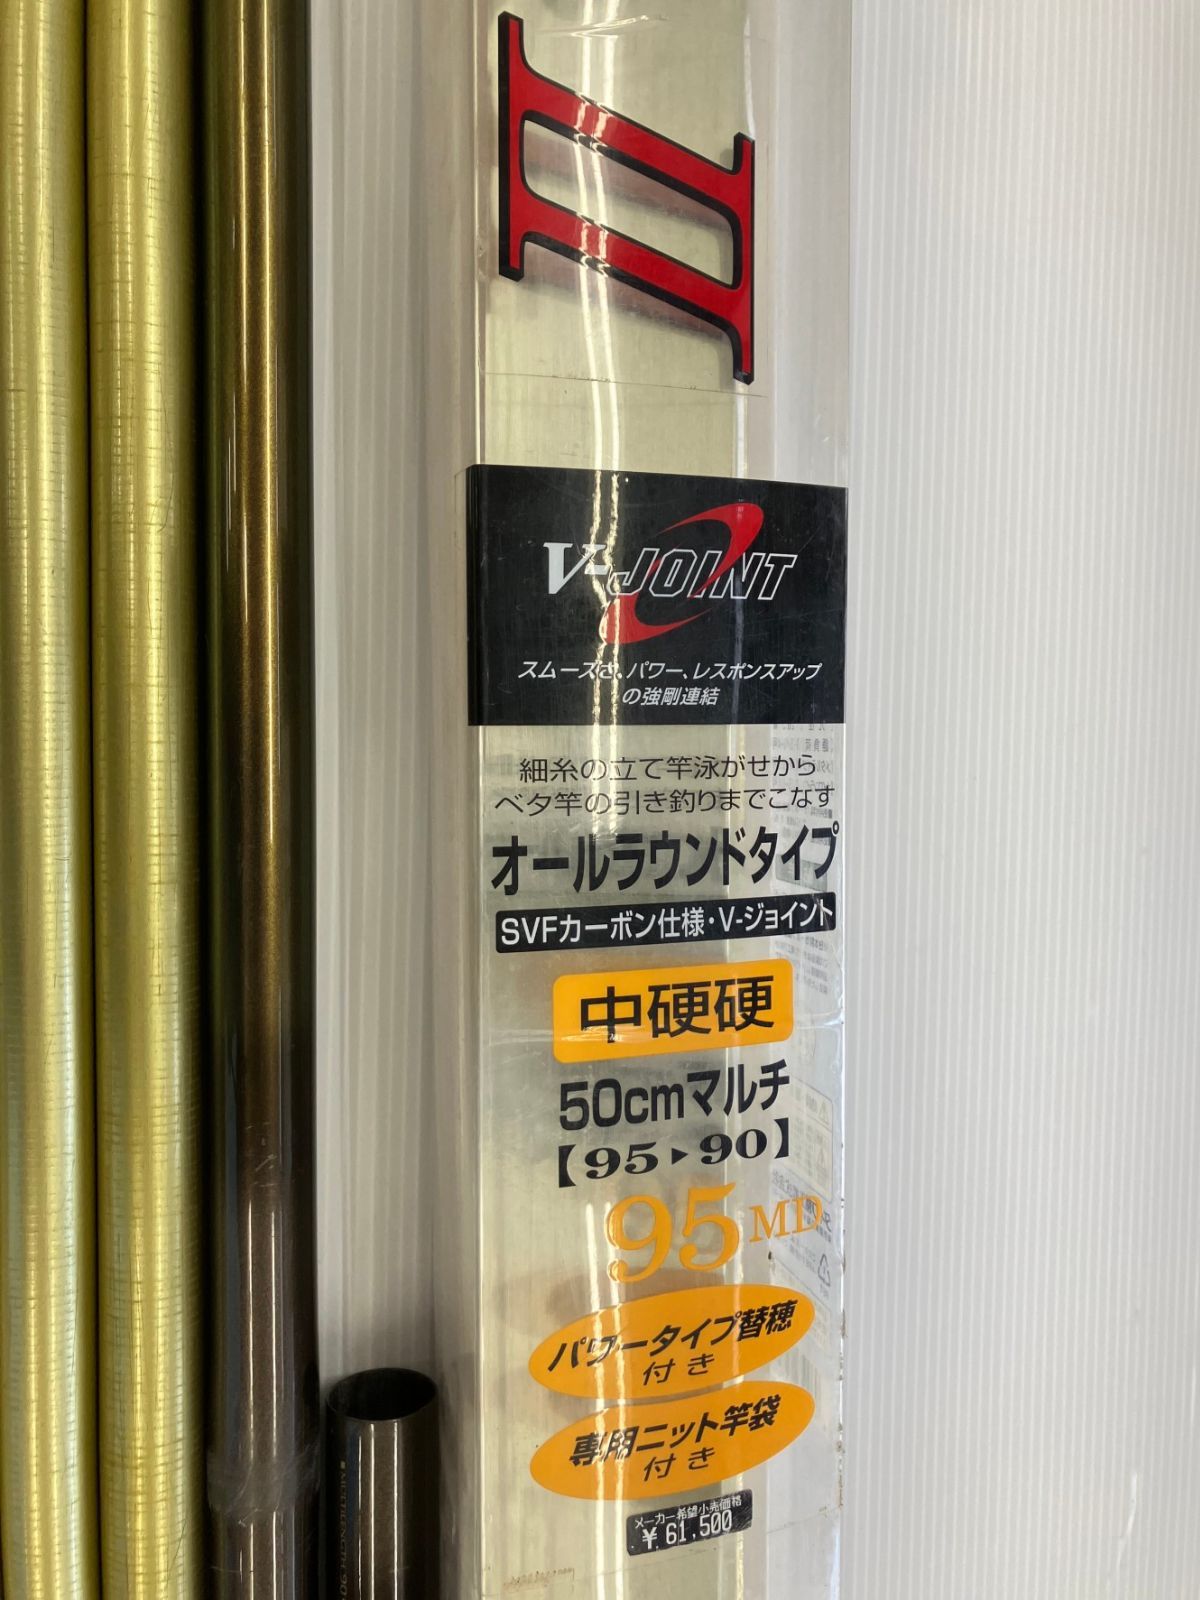 II
V-JOINT
スムーズさ、パワー、レスポンスアップ
の強剛連結
細糸の立て竿泳がせから
ベタ竿の引き釣りまでこなす
オールラウンドタイプ
SVFカーボン仕様・V-ジョイント
中硬硬
50cmマルチ
【95▸90】
95MD
パワータイプ替穂
付き
専用ニット竿袋
付き
メーカー希望小売価格
¥61,500
■MULTILENGTH 90